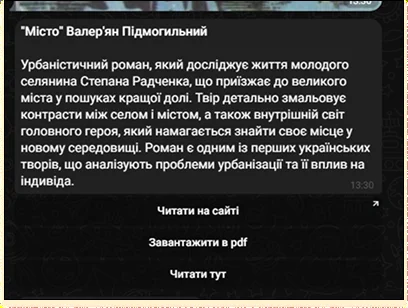 13:30
"Місто" Валер'ян Підмогильний
Урбаністичний роман, який досліджує життя молодого
селянина Степана Радченка, що приїзжає до великого
міста у пошуках кращої долі. Твір детально змальовує
контрасти між селом і містом, а також внутрішній світ
головного героя, який намагається знайти своє місце у
новому середовищі. Роман є одним із перших українських
творів, що аналізують проблеми урбанізації та її вплив на
індивіда.
13:30
Читати на сайті
Завантажити в pdf
Читати тут